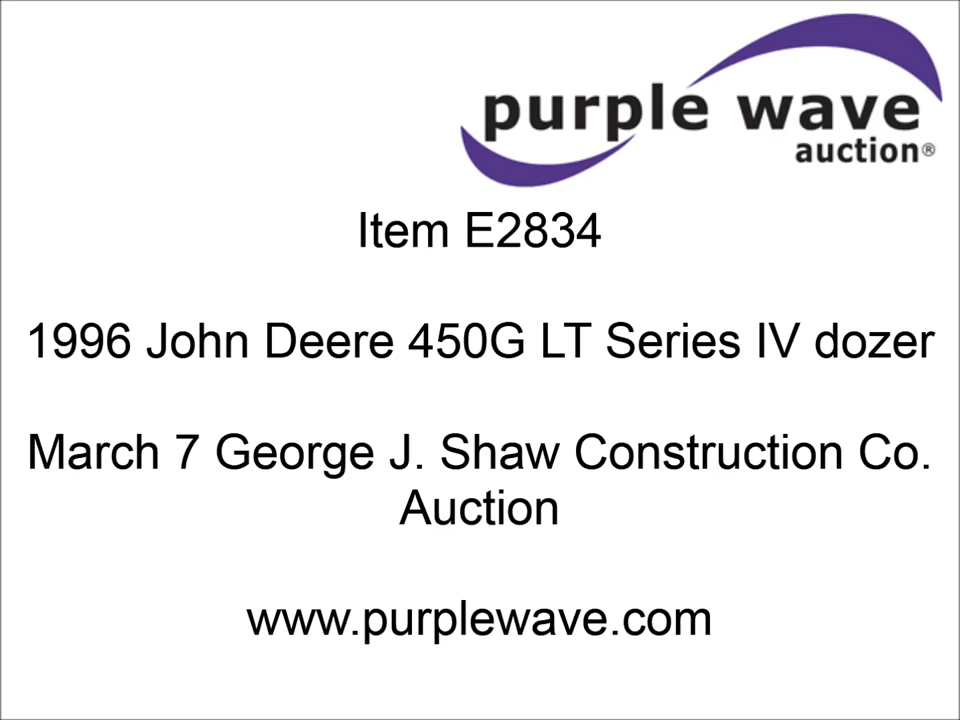 purple wave
auction®
Item E2834
1996 John Deere 450G LT Series IV dozer
March 7 George J. Shaw Construction Co.
Auction
www.purplewave.com